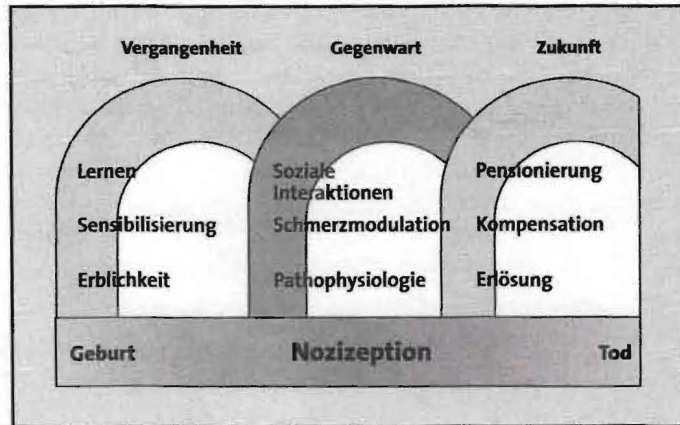 Vergangenheit Gegenwart Zukunft
Lernen Soziale Interaktionen Pensionierung
Sensibilisierung Schmerzmodulation Kompensation
Erblichkeit Pathophysiologie Erlösung
Geburt Nozizeption Tod